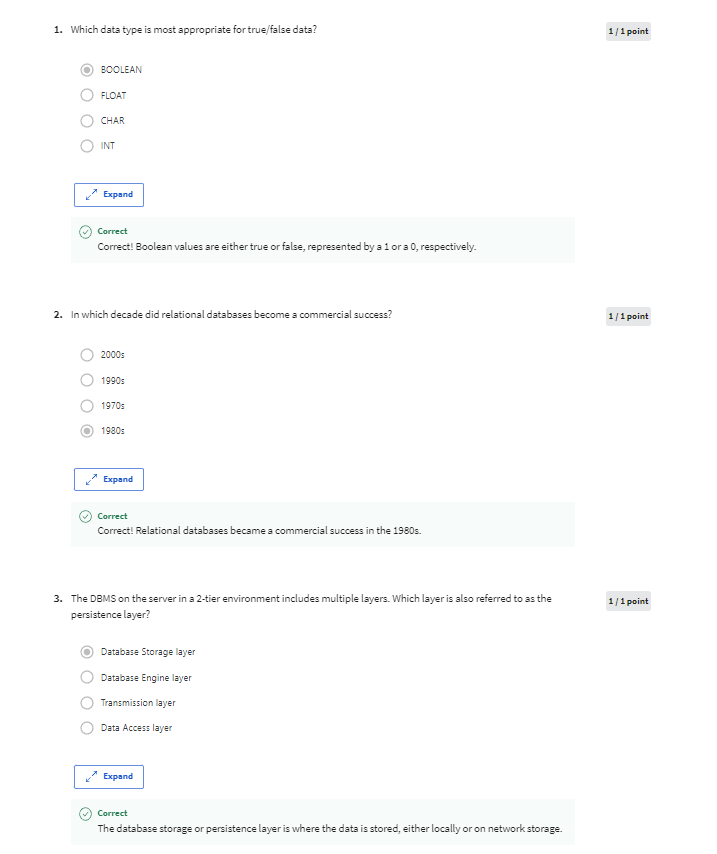 1. Which data type is most appropriate for true/false data?
1 / 1 point
BOOLEAN
FLOAT
CHAR
INT
Expand
Correct
Correct! Boolean values are either true or false, represented by a 1 or a 0, respectively.
2. In which decade did relational databases become a commercial success?
1 / 1 point
2000s
1990s
1970s
1980s
Expand
Correct
Correct! Relational databases became a commercial success in the 1980s.
3. The DBMS on the server in a 2-tier environment includes multiple layers. Which layer is also referred to as the
persistence layer?
1 / 1 point
Database Storage layer
Database Engine layer
Transmission layer
Data Access layer
Expand
Correct
The database storage or persistence layer is where the data is stored, either locally or on network storage.